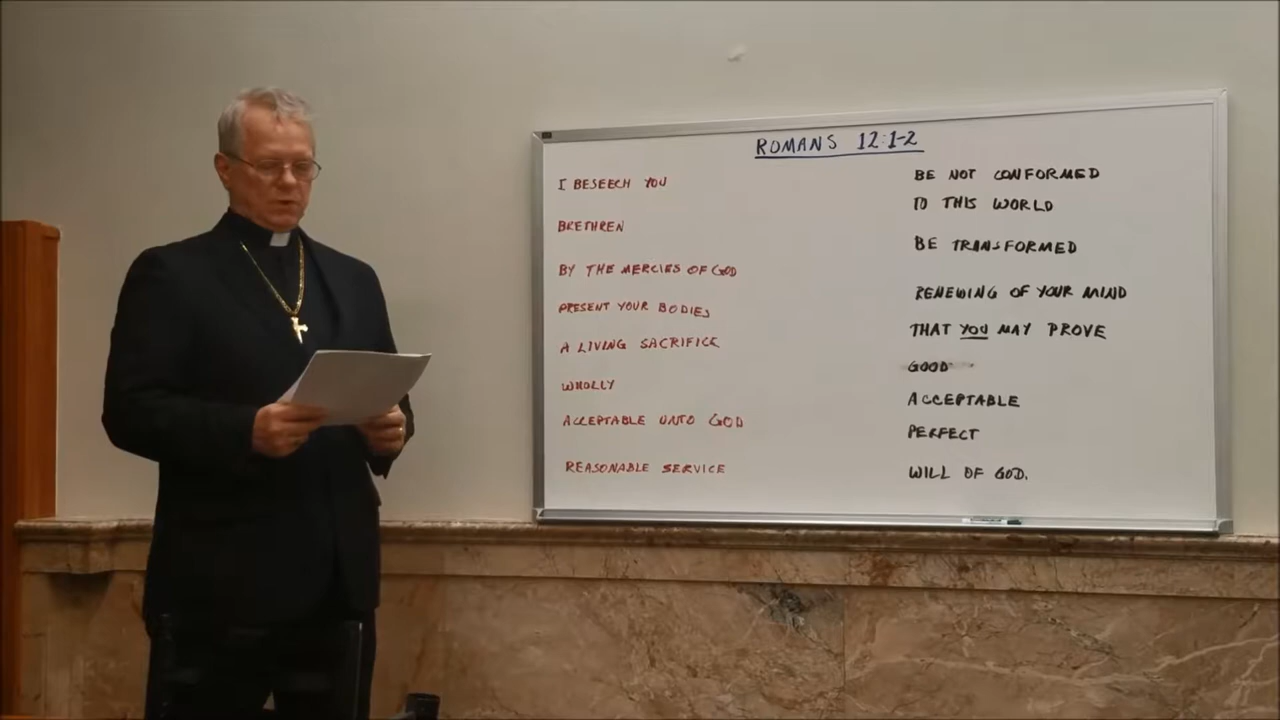 ROMANS 12:1-2
I BESEECH YOU
BRETHREN
BY THE MERCIES OF GOD
PRESENT YOUR BODIES
A LIVING SACRIFICE
WHOLLY
ACCEPTABLE UNTO GOD
REASONABLE SERVICE
BE NOT CONFORMED
TO THIS WORLD
BE TRANSFORMED
RENEWING OF YOUR MIND
THAT YOU MAY PROVE
GOOD
ACCEPTABLE
PERFECT
WILL OF GOD.